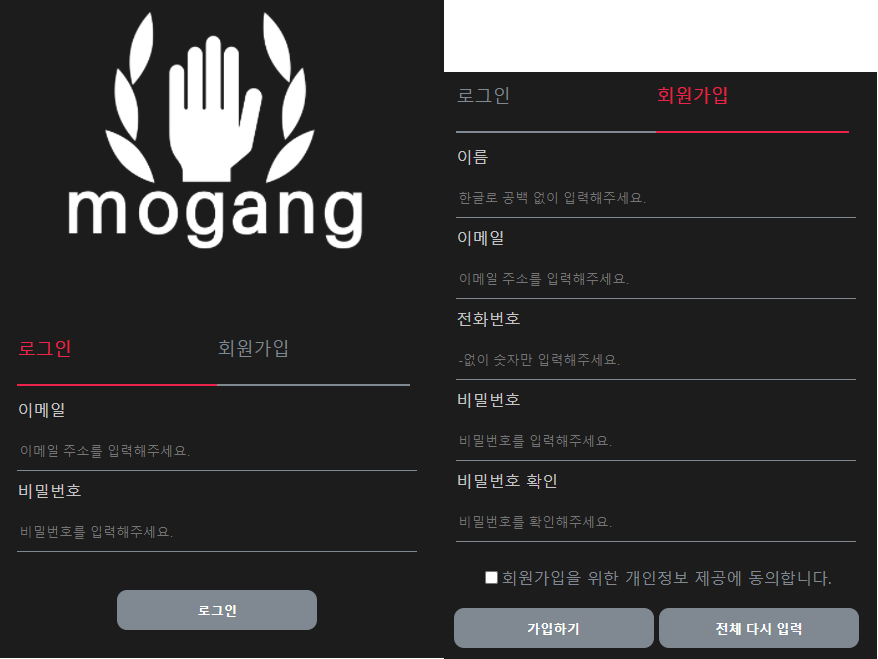 mogang
로그인 회원가입
이메일
이메일 주소를 입력해주세요.
비밀번호
비밀번호를 입력해주세요.
로그인
로그인 회원가입
이름
한글로 공백 없이 입력해주세요.
이메일
이메일 주소를 입력해주세요.
전화번호
-없이 숫자만 입력해주세요.
비밀번호
비밀번호를 입력해주세요.
비밀번호 확인
비밀번호를 확인해주세요.
회원가입을 위한 개인정보 제공에 동의합니다.
가입하기 전체 다시 입력